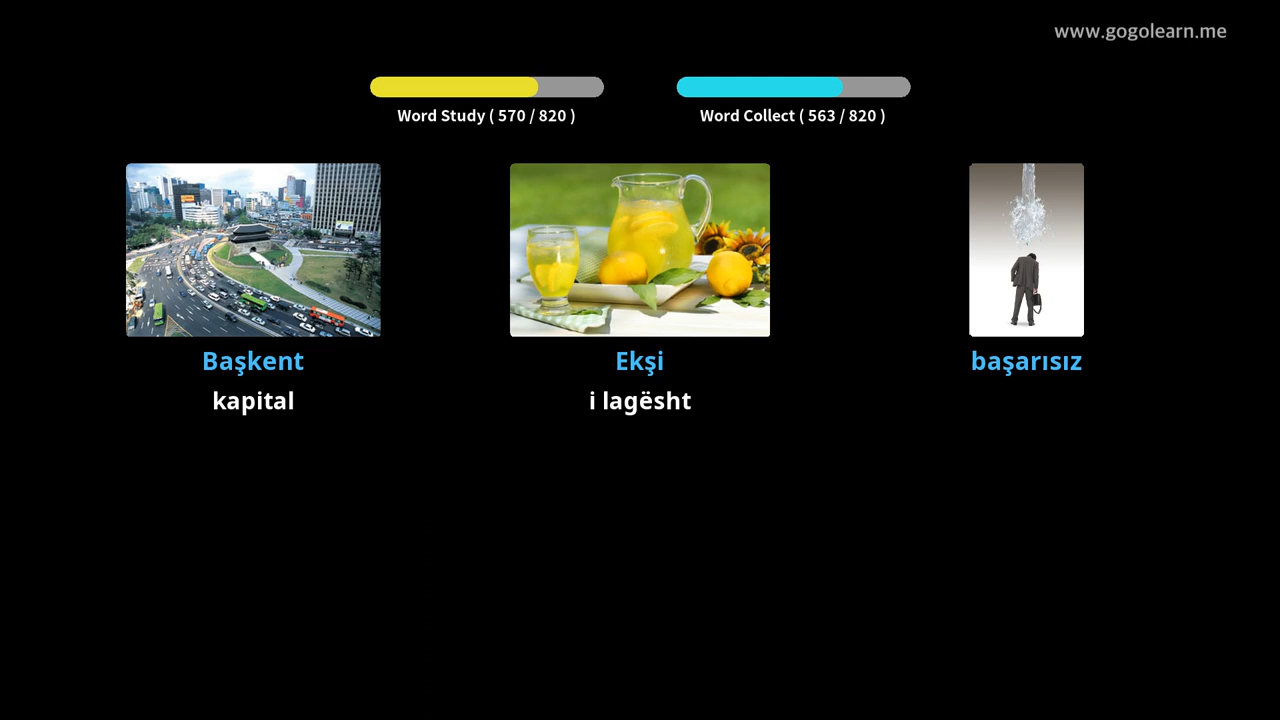 www.gogolearn.me
Word Study ( 570 / 820 )
Word Collect ( 563 / 820 )
Başkent
kapital
Ekşi
i lagësht
başarısız